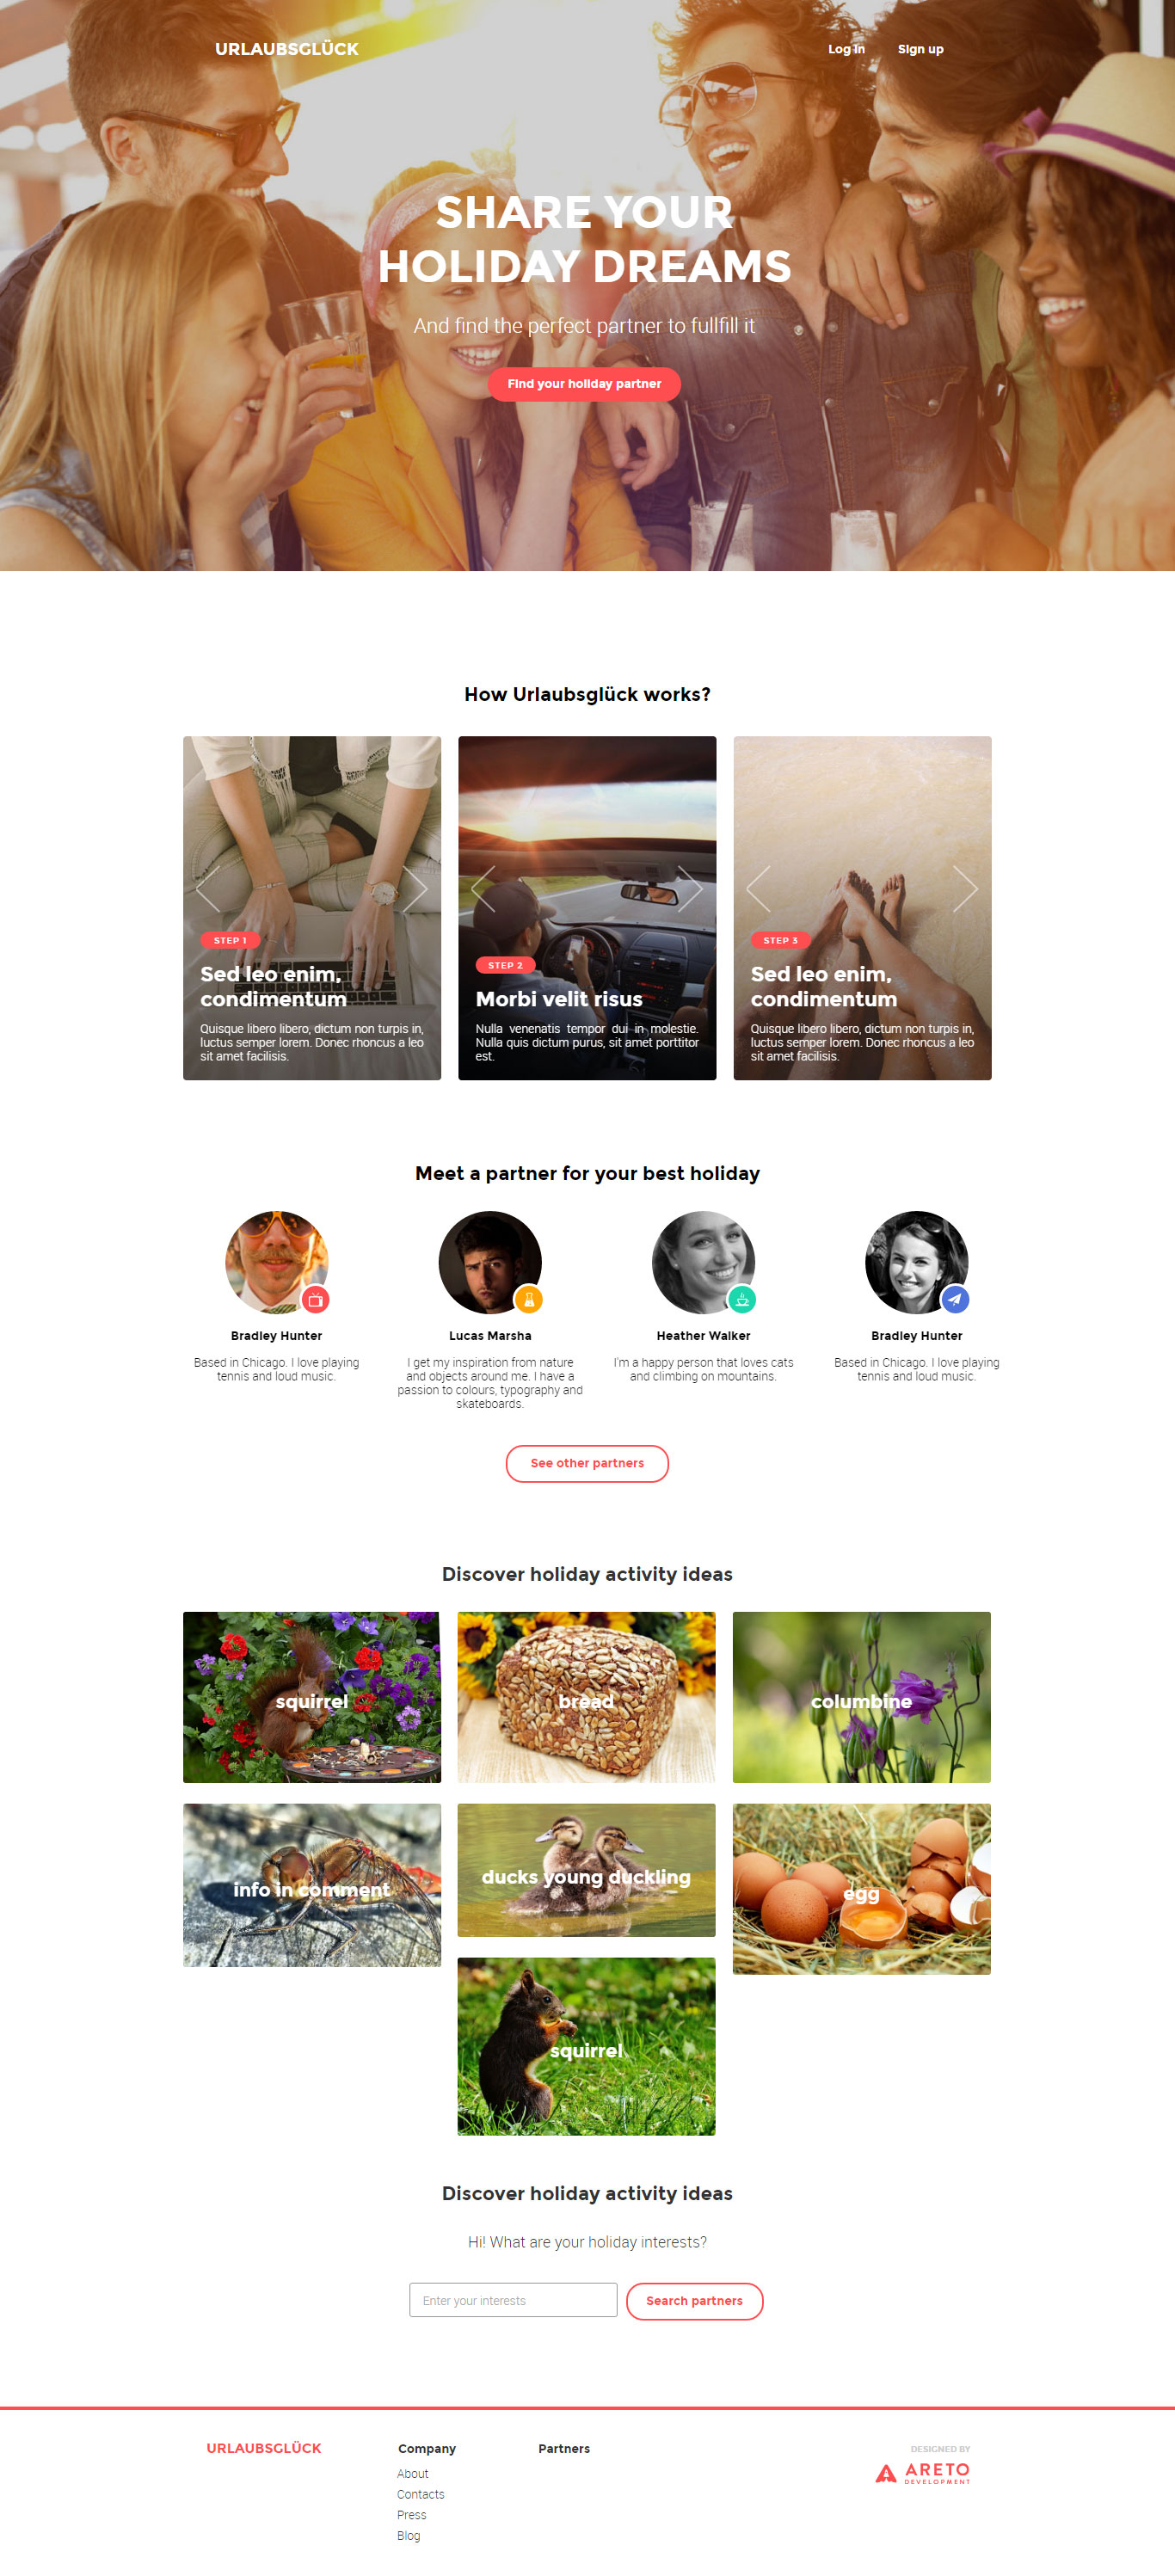 URLAUBSGLÜCK
Log in
Sign up
SHARE YOUR
HOLIDAY DREAMS
And find the perfect partner to fullfill it
Find your holiday partner
How Urlaubsglück works?
STEP 1
Sed leo enim,
condimentum
Quisque libero libero, dictum non turpis in,
luctus semper lorem. Donec rhoncus a leo
sit amet facilisis.
STEP 2
Morbi velit risus
Nulla venenatis tempor dui in molestie.
Nulla quis dictum purus, sit amet porttitor
est.
STEP 3
Sed leo enim,
condimentum
Quisque libero libero, dictum non turpis in,
luctus semper lorem. Donec rhoncus a leo
sit amet facilisis.
Meet a partner for your best holiday
Bradley Hunter
Based in Chicago. I love playing
tennis and loud music.
Lucas Marsha
I get my inspiration from nature
and objects around me. I have a
passion to colours, typography and
skateboards.
Heather Walker
I'm a happy person that loves cats
and climbing on mountains.
Bradley Hunter
Based in Chicago. I love playing
tennis and loud music.
See other partners
Discover holiday activity ideas
squirrel
bread
columbine
info in comment
ducks young duckling
egg
squirrel
Discover holiday activity ideas
Hi! What are your holiday interests?
Enter your interests
Search partners
URLAUBSGLÜCK
Company
About
Contacts
Press
Blog
Partners
DESIGNED BY
ARETO
DEVELOPMENT